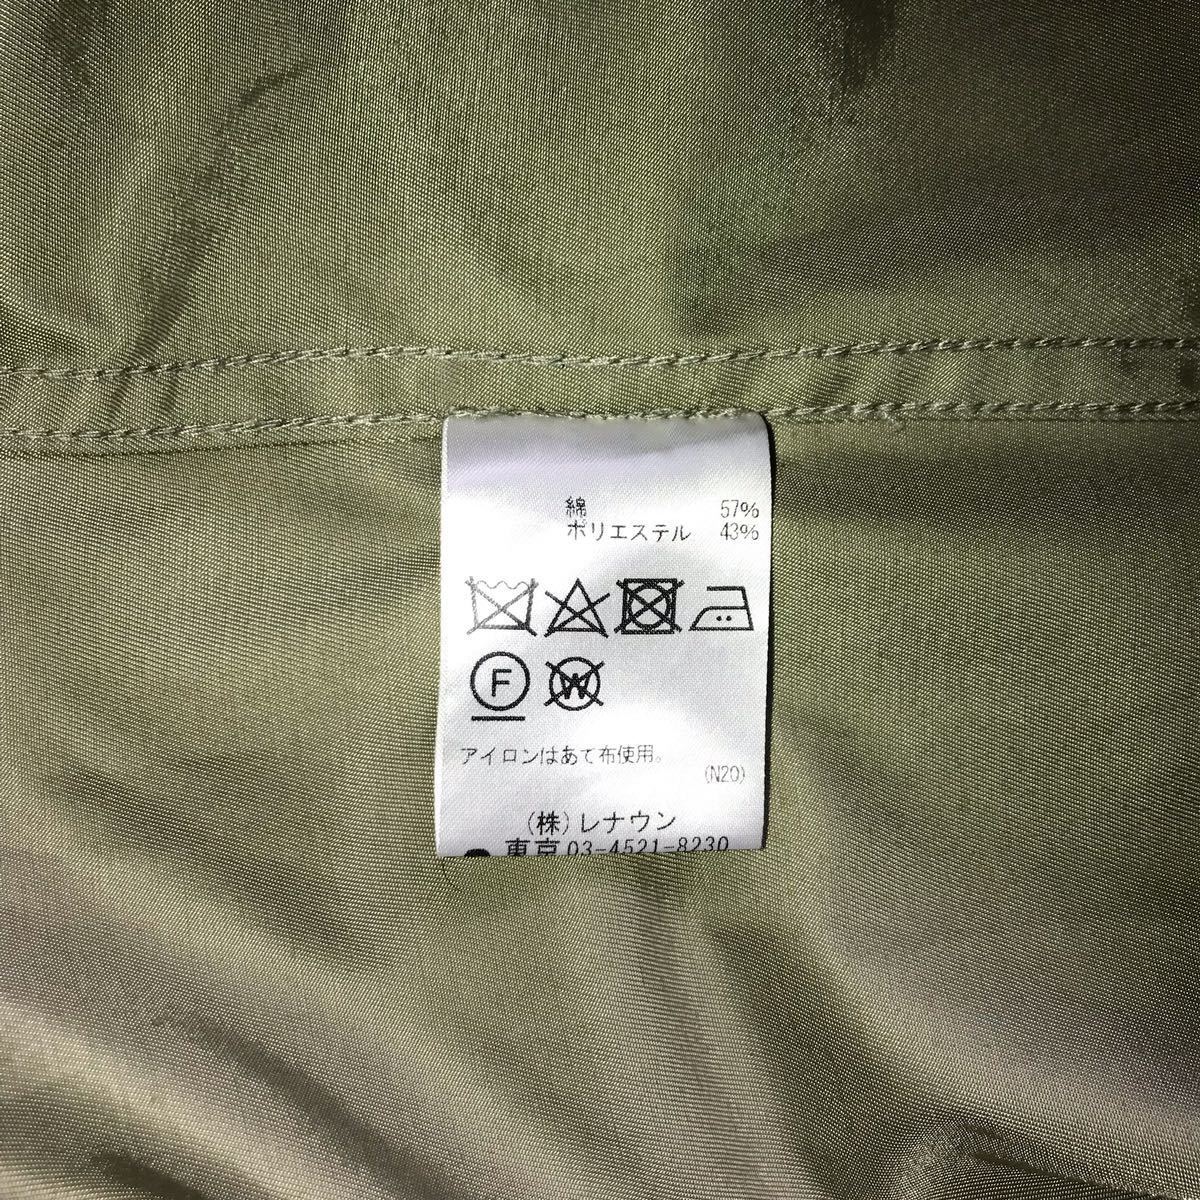 綿 57%
ポリエステル 43%
F W
アイロンはあて布使用。
(N20)
(株)レナウン
東京 03-4521-8230